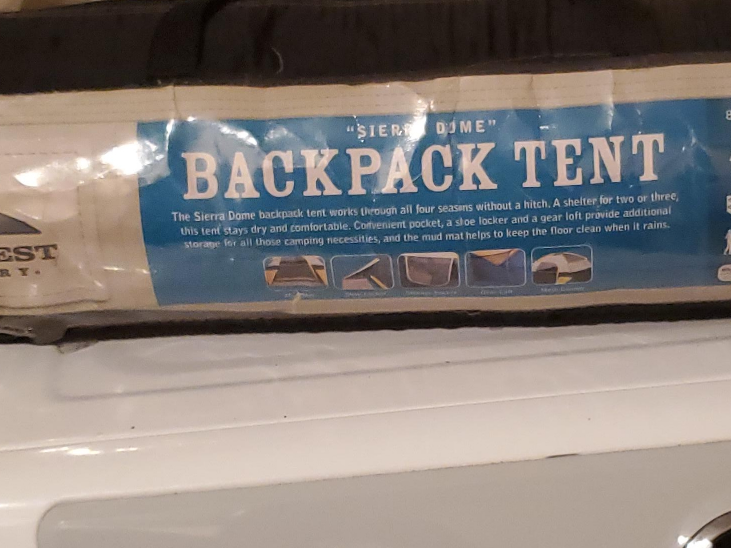 "SIERRA DOME"
BACKPACK TENT
The Sierra Dome backpack tent works through all four seasons without a hitch. A shelter for two or three,
this tent stays dry and comfortable. Convenient pocket, a shoe locker and a gear loft provide additional
storage for all those camping necessities, and the mud mat helps to keep the floor clean when it rains.
EST
RY